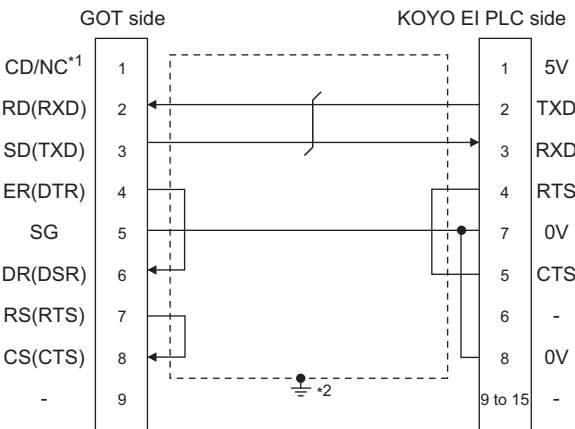 GOT side KOYO EI PLC side
CD/NC*1 1 1 5V
RD(RXD) 2 2 TXD
SD(TXD) 3 3 RXD
ER(DTR) 4 4 RTS
SG 5 7 0V
DR(DSR) 6 5 CTS
RS(RTS) 7 6 -
CS(CTS) 8 8 0V
*2
- 9 9 to 15 -